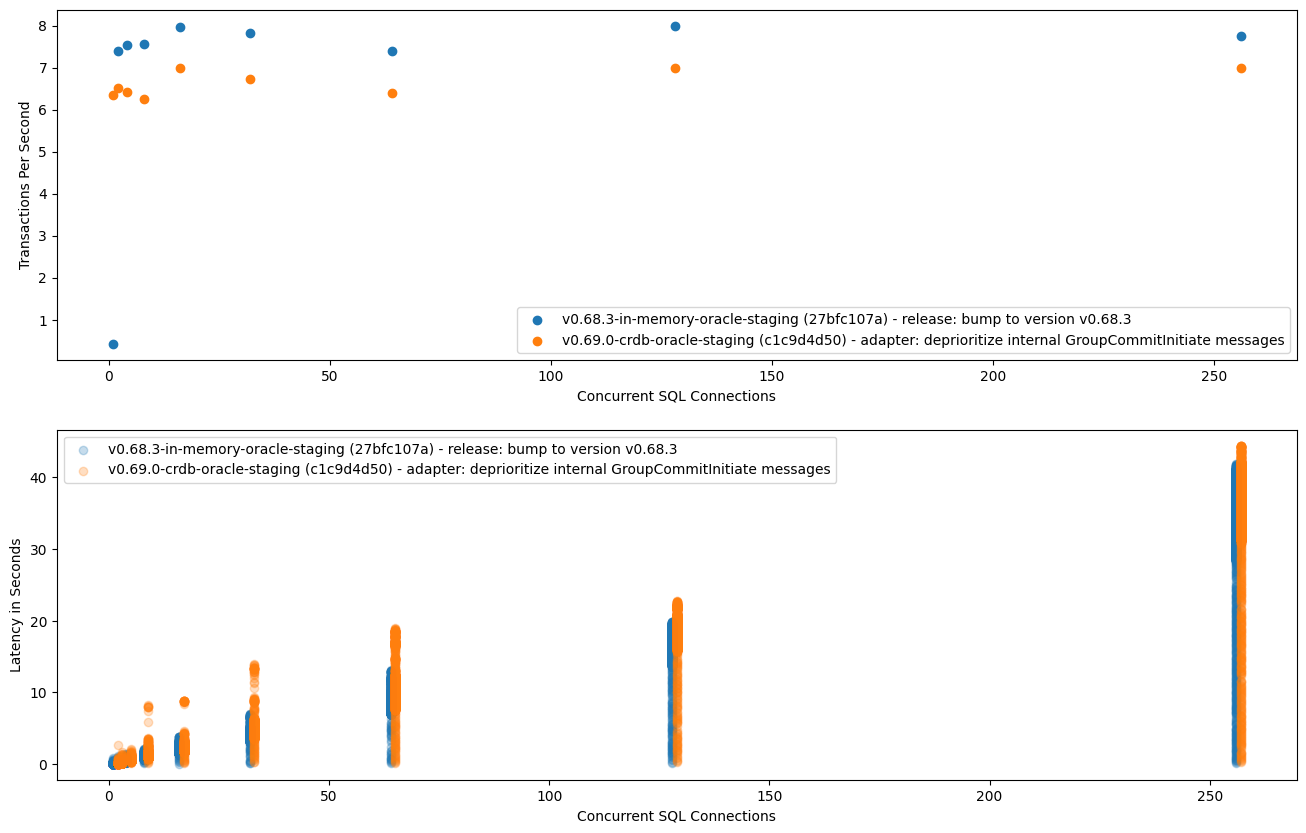 8
7
6
5
4
3
2
1
Transactions Per Second
v0.68.3-in-memory-oracle-staging (27bfc107a) - release: bump to version v0.68.3
v0.69.0-crdb-oracle-staging (c1c9d4d50) - adapter: deprioritize internal GroupCommitInitiate messages
0 50 100 150 200 250
Concurrent SQL Connections
v0.68.3-in-memory-oracle-staging (27bfc107a) - release: bump to version v0.68.3
v0.69.0-crdb-oracle-staging (c1c9d4d50) - adapter: deprioritize internal GroupCommitInitiate messages
40
30
20
10
0
Latency in Seconds
0 50 100 150 200 250
Concurrent SQL Connections